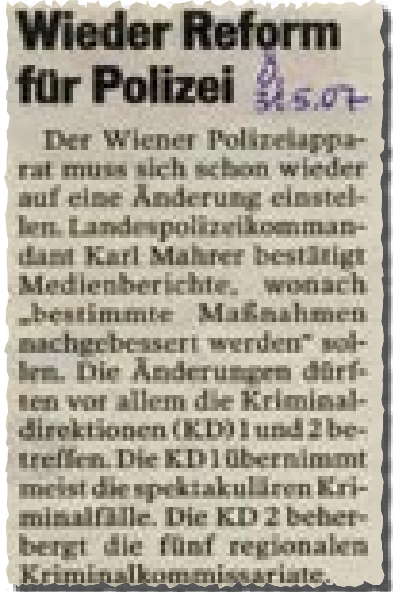 Wieder Reform
für Polizei
31.5.07
Der Wiener Polizeiappa-
rat muss sich schon wieder
auf eine Änderung einstel-
len. Landespolizeikomman-
dant Karl Mahrer bestätigt
Medienberichte, wonach
„bestimmte Maßnahmen
nachgebessert werden“ sol-
len. Die Änderungen dürf-
ten vor allem die Kriminal-
direktionen (KD) 1 und 2 be-
treffen. Die KD 1 übernimmt
meist die spektakulären Kri-
minalfälle. Die KD 2 beher-
bergt die fünf regionalen
Kriminalkommissariate.